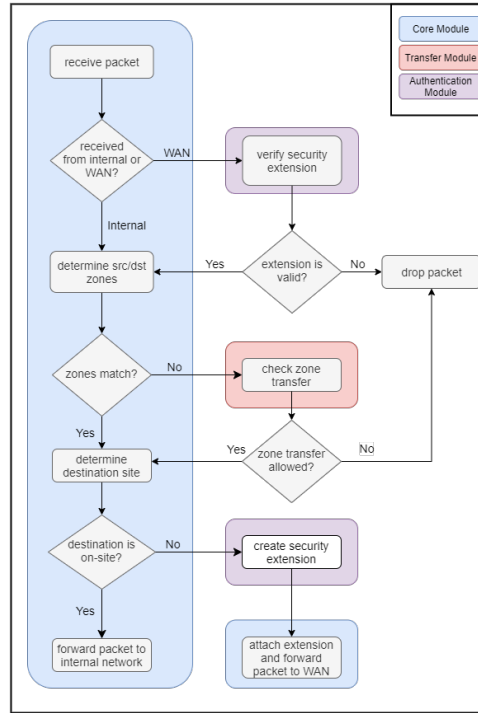 Core Module
Transfer Module
Authentication
Module
receive packet
received
from internal or
WAN?
WAN
verify security
extension
Internal
determine src/dst
zones
Yes
extension is
valid?
No
drop packet
zones match?
No
check zone
transfer
Yes
determine
destination site
Yes
zone transfer
allowed?
No
destination is
on-site?
No
create security
extension
Yes
forward packet to
internal network
attach extension
and forward
packet to WAN